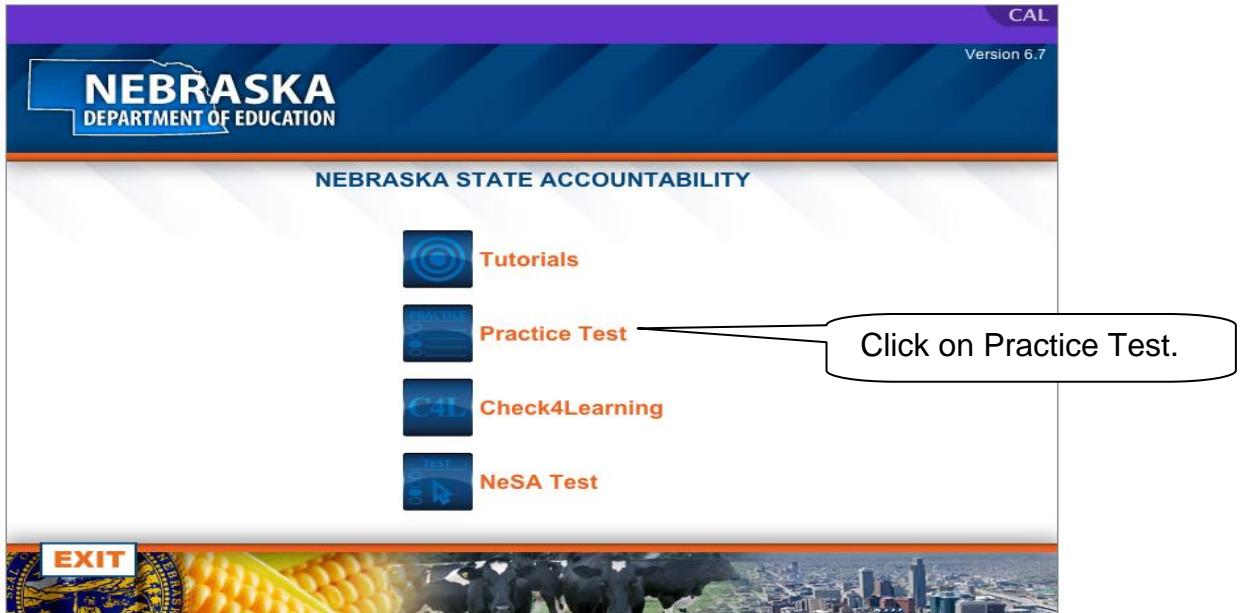 CAL
Version 6.7
NEBRASKA
DEPARTMENT OF EDUCATION
NEBRASKA STATE ACCOUNTABILITY
Tutorials
PRACTICE
Practice Test
Click on Practice Test.
C4L
Check4Learning
TEST
NeSA Test
EXIT